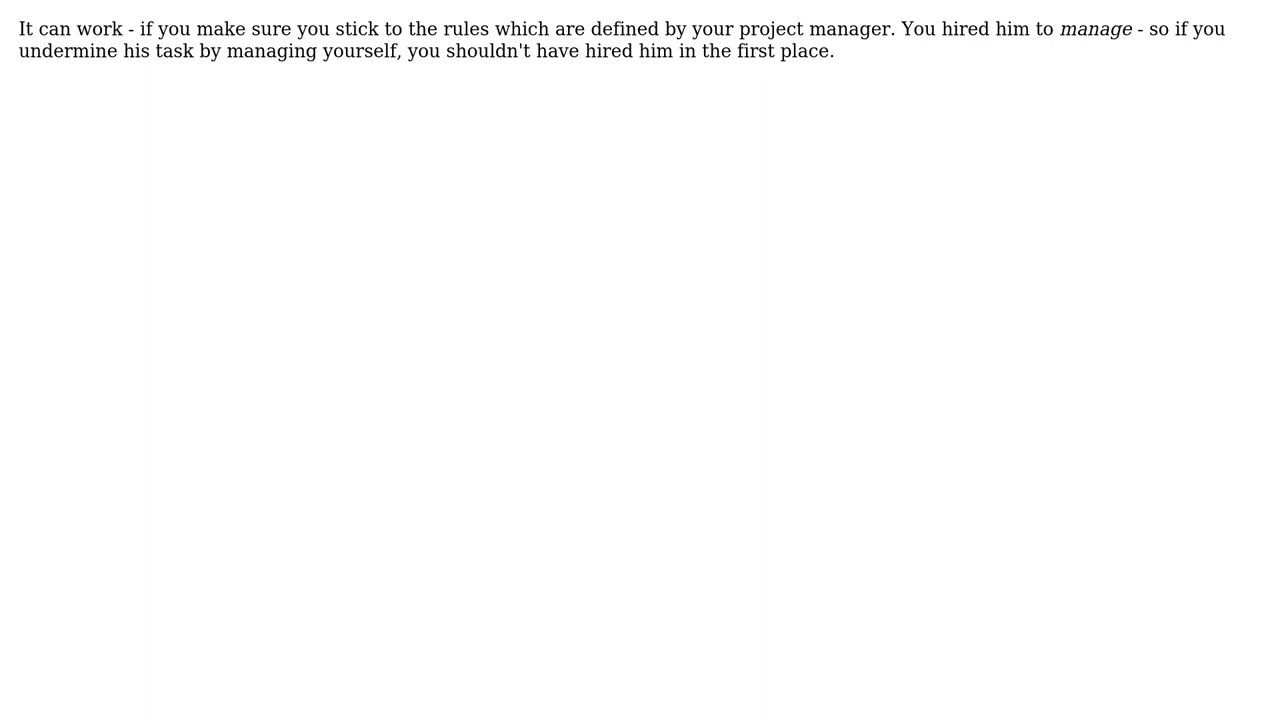 It can work - if you make sure you stick to the rules which are defined by your project manager. You hired him to manage - so if you
undermine his task by managing yourself, you shouldn't have hired him in the first place.